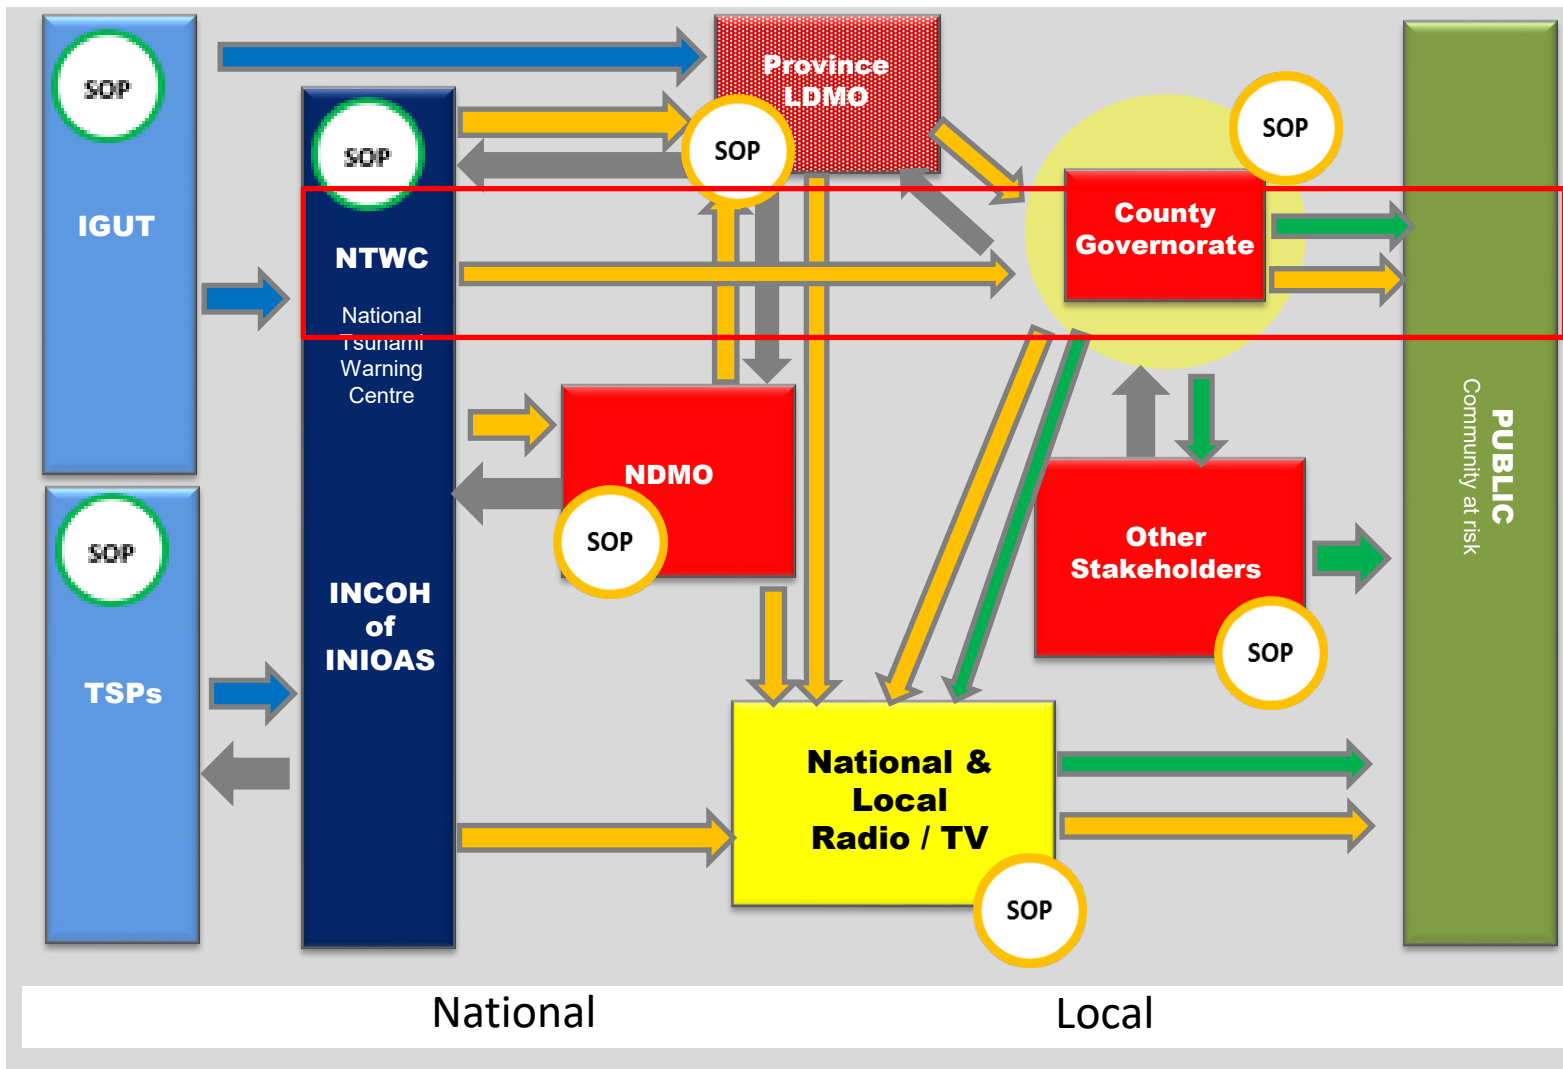 SOP
IGUT
SOP
TSPs
SOP
NTWC
National
Tsunami
Warning
Centre
INCOH
of
INIOAS
Province
LDMO
SOP
NDMO
SOP
SOP
County
Governorate
Other
Stakeholders
SOP
National &
Local
Radio / TV
SOP
PUBLIC
Community at risk
National
Local